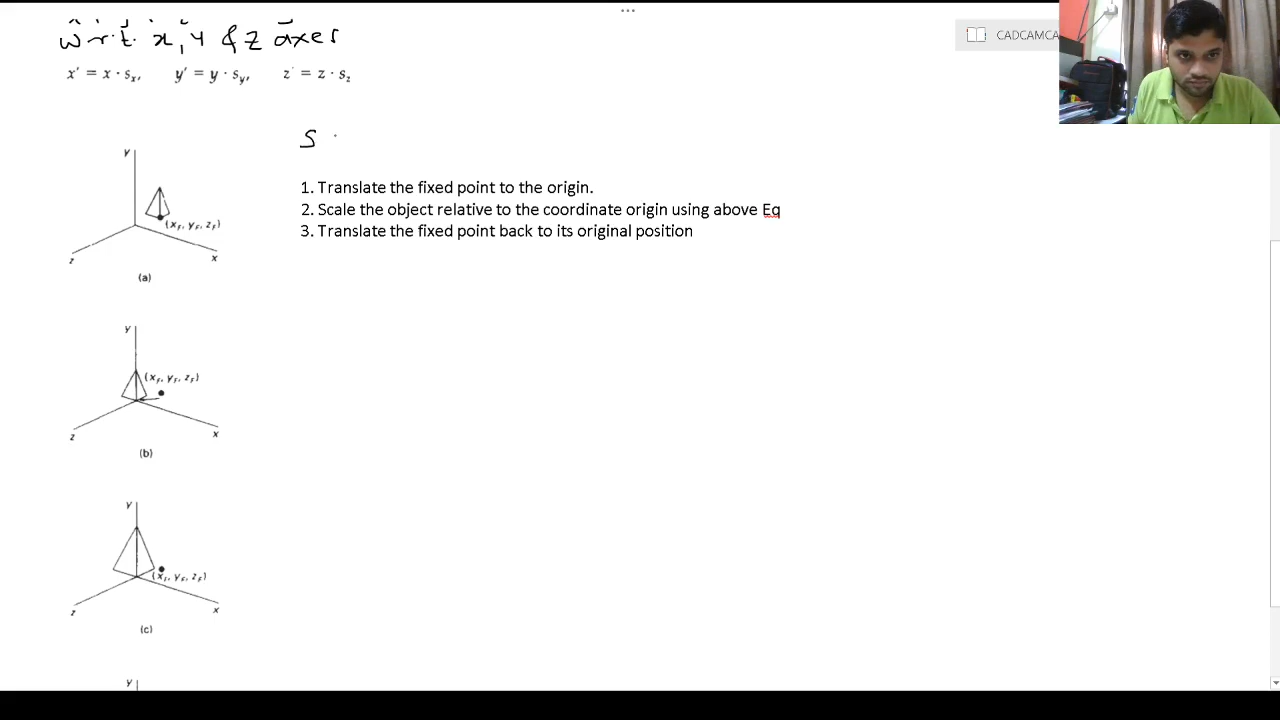 w.r.t. x, y & z axes
CADCAMCA
x' = x · sx,  y' = y · sy,  z' = z · sz
S
y
(xF, yF, zF)
z
x
(a)
1. Translate the fixed point to the origin.
2. Scale the object relative to the coordinate origin using above Eq
3. Translate the fixed point back to its original position
y
(xF, yF, zF)
z
x
(b)
y
(xF, yF, zF)
z
x
(c)
y